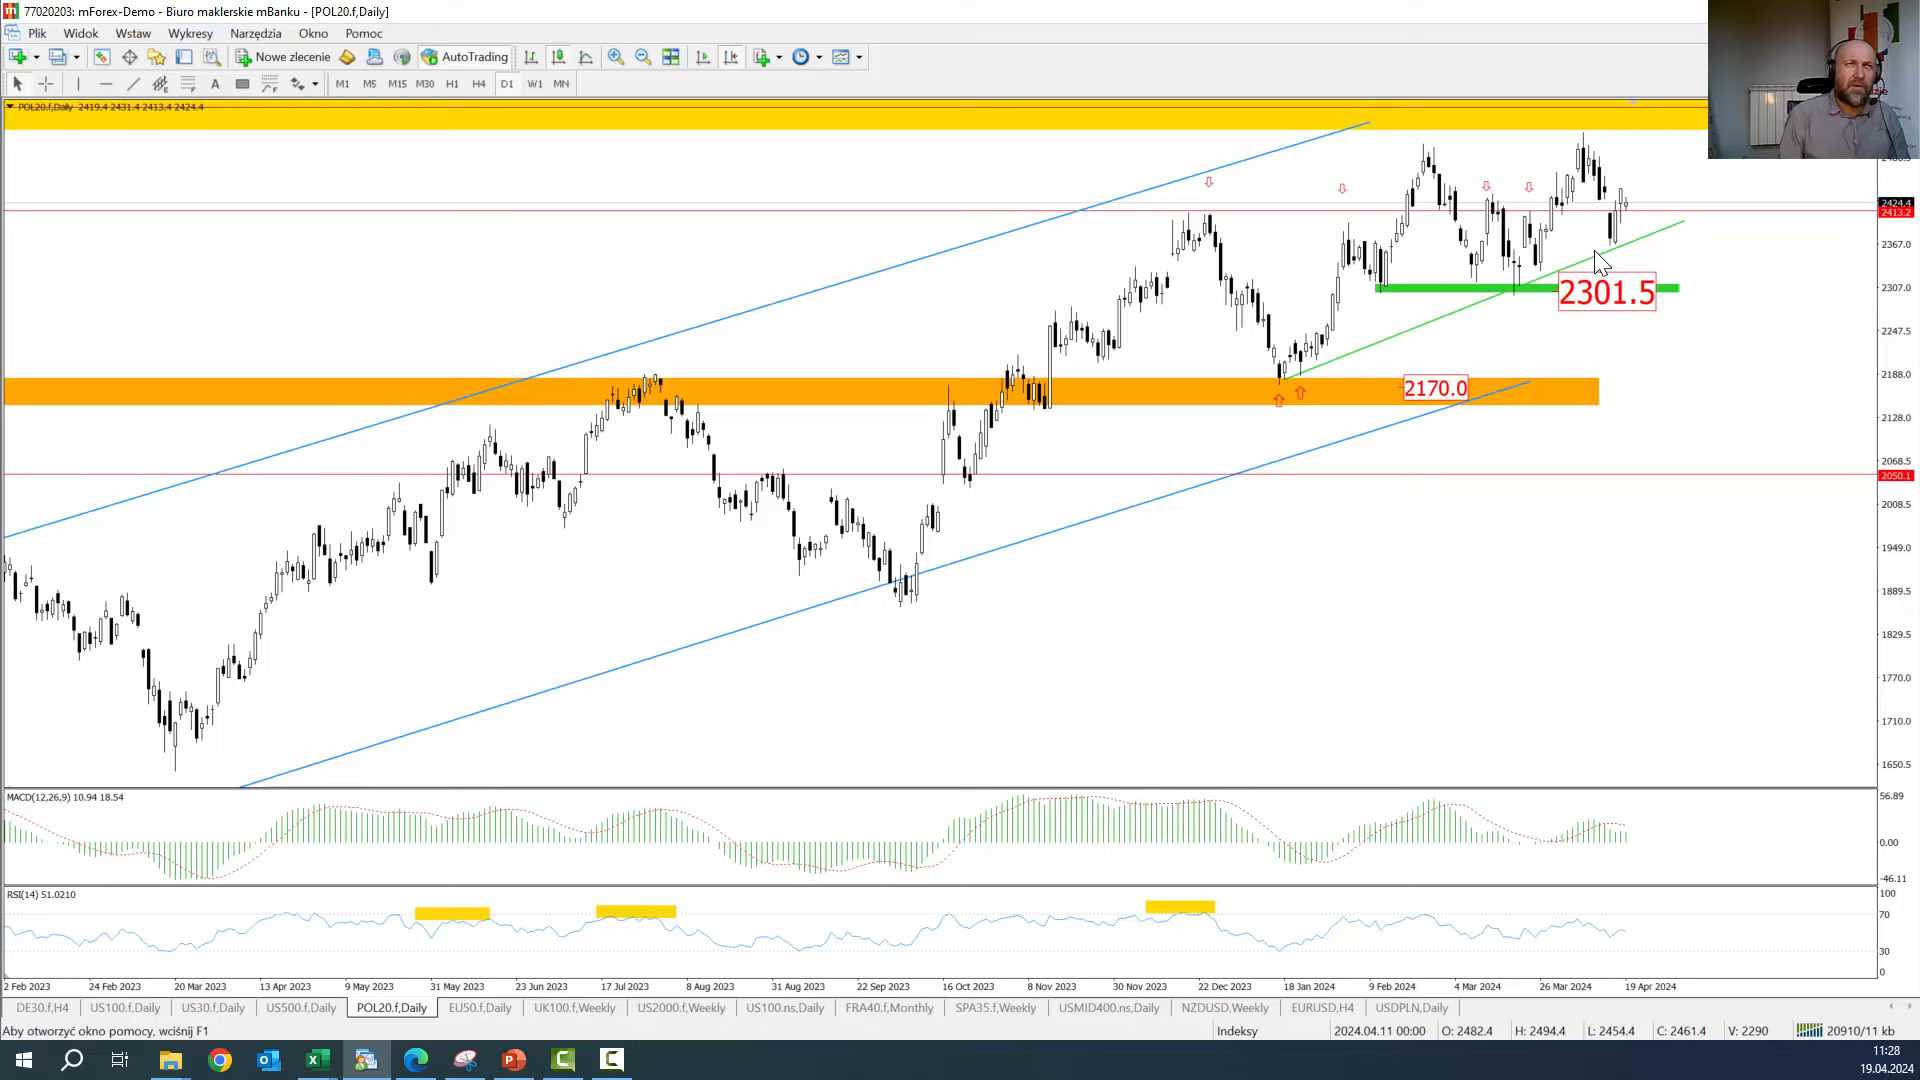 77020203: mForex-Demo - Biuro maklerskie mBanku - [POL20.f,Daily]
Plik Widok Wstaw Wykresy Narzędzia Okno Pomoc
Nowe zlecenie AutoTrading
A M1 M5 M15 M30 H1 H4 D1 W1 MN
POL20.f,Daily 2419.4 2431.4 2413.4 2424.4
2424.4
2413.2
2367.0
2301.5
2307.0
2247.5
2170.0
2188.0
2128.0
2068.5
2050.1
2008.5
1949.0
1889.5
1829.5
1770.0
1710.0
1650.5
MACD(12,26,9) 10.94 18.54
56.89
0.00
-46.11
RSI(14) 51.0210
100
70
30
0
2 Feb 2023 24 Feb 2023 20 Mar 2023 13 Apr 2023 9 May 2023 31 May 2023 23 Jun 2023 17 Jul 2023 8 Aug 2023 31 Aug 2023 22 Sep 2023 16 Oct 2023 8 Nov 2023 30 Nov 2023 22 Dec 2023 18 Jan 2024 9 Feb 2024 4 Mar 2024 26 Mar 2024 19 Apr 2024
DE30.f,H4 US100.f,Daily US30.f,Daily US500.f,Daily POL20.f,Daily EU50.f,Daily UK100.f,Weekly US2000.f,Weekly US100.ns,Daily FRA40.f,Monthly SPA35.f,Weekly USMID400.ns,Daily NZDUSD,Weekly EURUSD,H4 USDPLN,Daily
Aby otworzyć okno pomocy, wciśnij F1 Indeksy 2024.04.11 00:00 O: 2482.4 H: 2494.4 L: 2454.4 C: 2461.4 V: 2290 20910/11 kb
11:28
19.04.2024